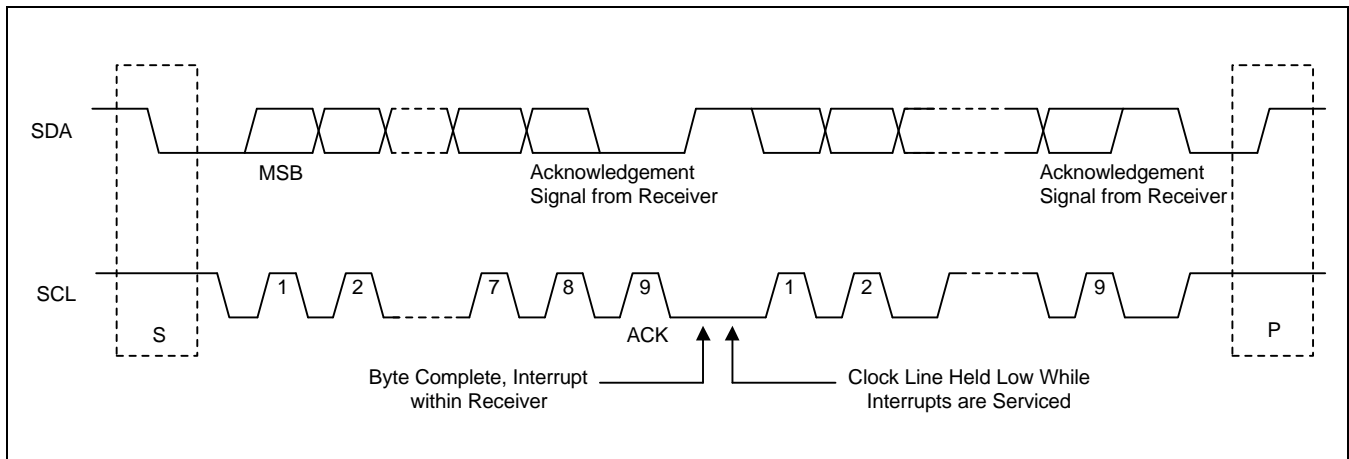 SDA
MSB
Acknowledgement
Signal from Receiver
Acknowledgement
Signal from Receiver
SCL
1
2
7
8
9
1
2
9
S
ACK
P
Byte Complete, Interrupt
within Receiver
Clock Line Held Low While
Interrupts are Serviced